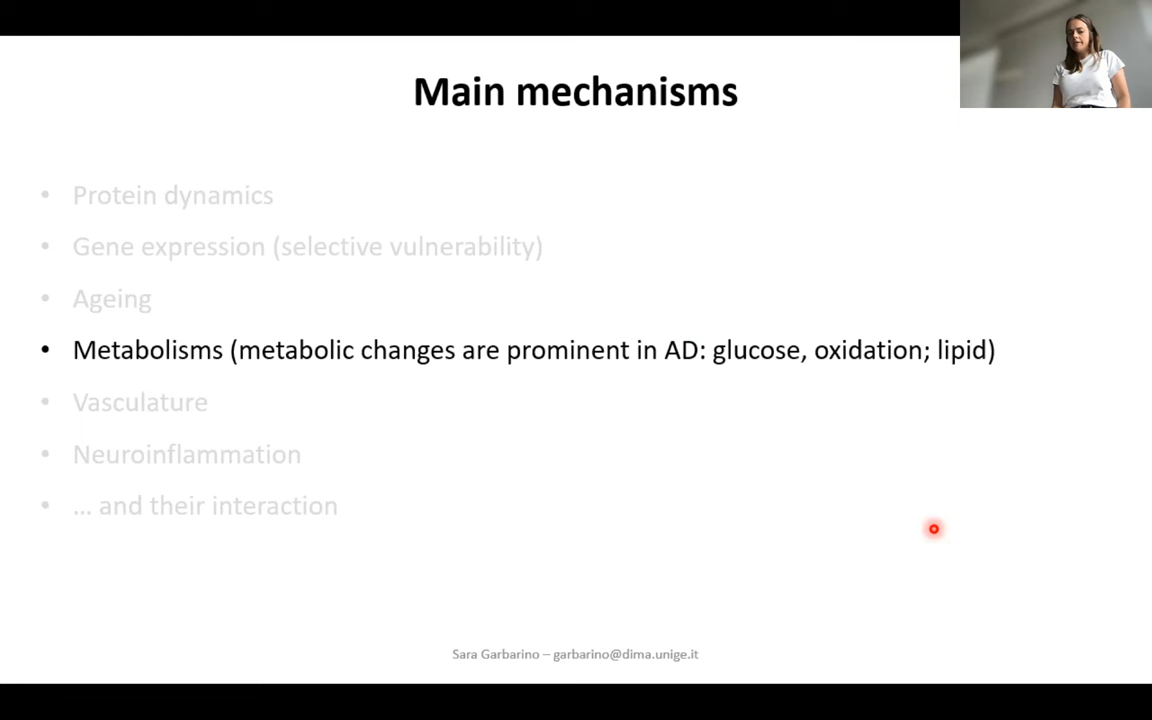 Main mechanisms
• Protein dynamics
• Gene expression (selective vulnerability)
• Ageing
• Metabolisms (metabolic changes are prominent in AD: glucose, oxidation; lipid)
• Vasculature
• Neuroinflammation
• … and their interaction
Sara Garbarino – garbarino@dima.unige.it